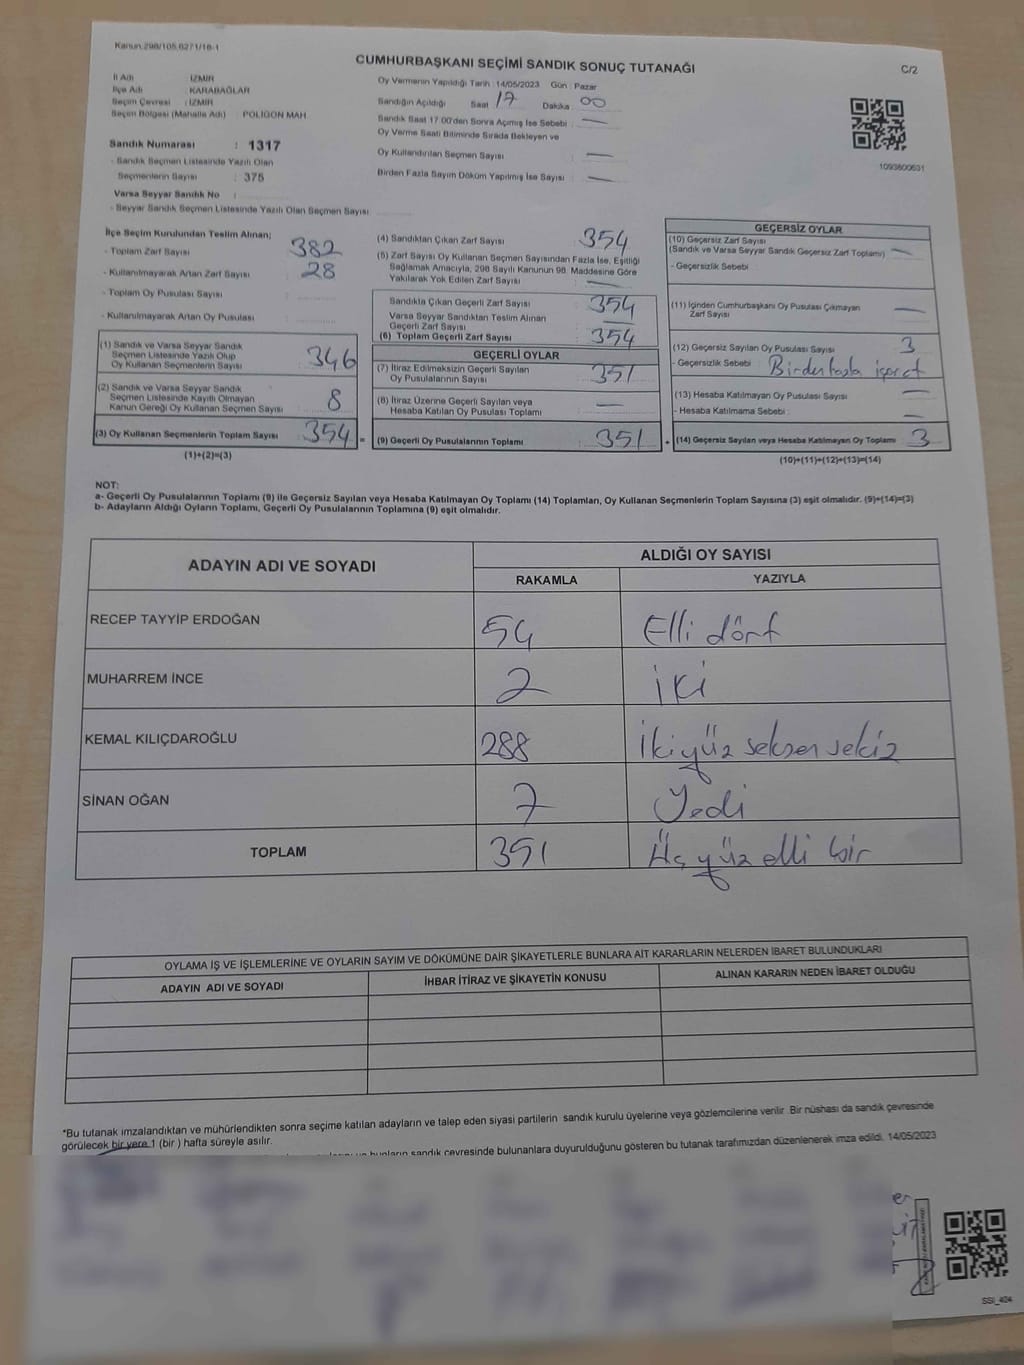 Kanun.298/105,6271/16-1
CUMHURBAŞKANI SEÇİMİ SANDIK SONUÇ TUTANAĞI
C/2
İl Adı : İZMİR
İlçe Adı : KARABAĞLAR
Seçim Çevresi : İZMİR
Seçim Bölgesi (Mahalle Adı) POLİGON MAH
Sandık Numarası : 1317
- Sandık Seçmen Listesinde Yazılı Olan
Seçmenlerin Sayısı : 375
Varsa Seyyar Sandık No :
- Seyyar Sandık Seçmen Listesinde Yazılı Olan Seçmen Sayısı
Oy Vermenin Yapıldığı Tarih : 14/05/2023 Gün : Pazar
Sandığın Açıldığı Saat 17 Dakika : 00
Sandık Saat 17.00'den Sonra Açmış İse Sebebi : —
Oy Verme Saati Bitiminde Sırada Bekleyen ve
Oy Kullandırılan Seçmen Sayısı : —
Birden Fazla Sayım Döküm Yapılmış İse Sayısı : —
1093800631
İlçe Seçim Kurulundan Teslim Alınan;
- Toplam Zarf Sayısı : 382
- Kullanılmayarak Artan Zarf Sayısı : 28
- Toplam Oy Pusulası Sayısı :
- Kullanılmayarak Artan Oy Pusulası :
(1) Sandık ve Varsa Seyyar Sandık
Seçmen Listesinde Yazılı Olup
Oy Kullanan Seçmenlerin Sayısı : 346
(2) Sandık ve Varsa Seyyar Sandık
Seçmen Listesinde Kayıtlı Olmayan
Kanun Gereği Oy Kullanan Seçmen Sayısı : 8
(3) Oy Kullanan Seçmenlerin Toplam Sayısı : 354 =
(1)+(2)=(3)
(4) Sandıktan Çıkan Zarf Sayısı : 354
(5) Zarf Sayısı Oy Kullanan Seçmen Sayısından Fazla İse, Eşitliği
Sağlamak Amacıyla, 298 Sayılı Kanunun 98. Maddesine Göre
Yakılarak Yok Edilen Zarf Sayısı : —
Sandıkta Çıkan Geçerli Zarf Sayısı : 354
Varsa Seyyar Sandıktan Teslim Alınan
Geçerli Zarf Sayısı : —
(6) Toplam Geçerli Zarf Sayısı : 354
GEÇERLİ OYLAR
(7) İtiraz Edilmeksizin Geçerli Sayılan
Oy Pusulalarının Sayısı : 351
(8) İtiraz Üzerine Geçerli Sayılan veya
Hesaba Katılan Oy Pusulası Toplamı : —
(9) Geçerli Oy Pusulalarının Toplamı : 351 +
GEÇERSİZ OYLAR
(10) Geçersiz Zarf Sayısı
(Sandık ve Varsa Seyyar Sandık Geçersiz Zarf Toplamı) : —
- Geçersizlik Sebebi
(11) İçinden Cumhurbaşkanı Oy Pusulası Çıkmayan
Zarf Sayısı : —
(12) Geçersiz Sayılan Oy Pusulası Sayısı : 3
- Geçersizlik Sebebi : Birden fazla işaret
(13) Hesaba Katılmayan Oy Pusulası Sayısı : —
- Hesaba Katılmama Sebebi : —
(14) Geçersiz Sayılan veya Hesaba Katılmayan Oy Toplamı : 3
(10)+(11)+(12)+(13)=(14)
NOT:
a- Geçerli Oy Pusulalarının Toplamı (9) ile Geçersiz Sayılan veya Hesaba Katılmayan Oy Toplamı (14) Toplamları, Oy Kullanan Seçmenlerin Toplam Sayısına (3) eşit olmalıdır. (9)+(14)=(3)
b- Adayların Aldığı Oyların Toplamı, Geçerli Oy Pusulalarının Toplamına (9) eşit olmalıdır.
ADAYIN ADI VE SOYADI
ALDIĞI OY SAYISI
RAKAMLA YAZIYLA
RECEP TAYYİP ERDOĞAN 54 Elli dört
MUHARREM İNCE 2 İki
KEMAL KILIÇDAROĞLU 288 İkiyüz seksen sekiz
SİNAN OĞAN 7 Yedi
TOPLAM 351 Üç yüz elli bir
OYLAMA İŞ VE İŞLEMLERİNE VE OYLARIN SAYIM VE DÖKÜMÜNE DAİR ŞİKAYETLERLE BUNLARA AİT KARARLARIN NELERDEN İBARET BULUNDUKLARI
ADAYIN ADI VE SOYADI İHBAR İTİRAZ VE ŞİKAYETİN KONUSU ALINAN KARARIN NEDEN İBARET OLDUĞU
*Bu tutanak imzalandıktan ve mühürlendikten sonra seçime katılan adayların ve talep eden siyasi partilerin sandık kurulu üyelerine veya gözlemcilerine verilir. Bir nüshası da sandık çevresinde
görülecek bir yere 1 (bir ) hafta süreyle asılır.
bunların sandık çevresinde bulunanlara duyurulduğunu gösteren bu tutanak tarafımızdan düzenlenerek imza edildi. 14/05/2023
SSI_404